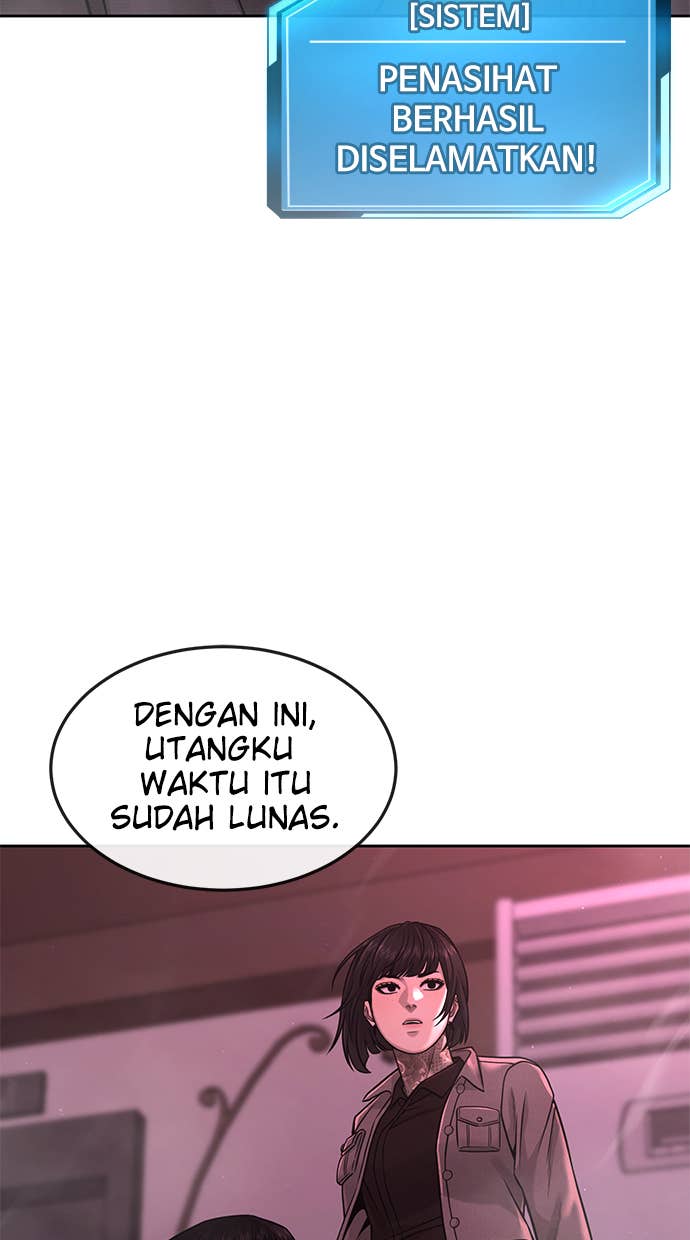 [SISTEM]
PENASIHAT
BERHASIL
DISELAMATKAN!
DENGAN INI,
UTANGKU
WAKTU ITU
SUDAH LUNAS.